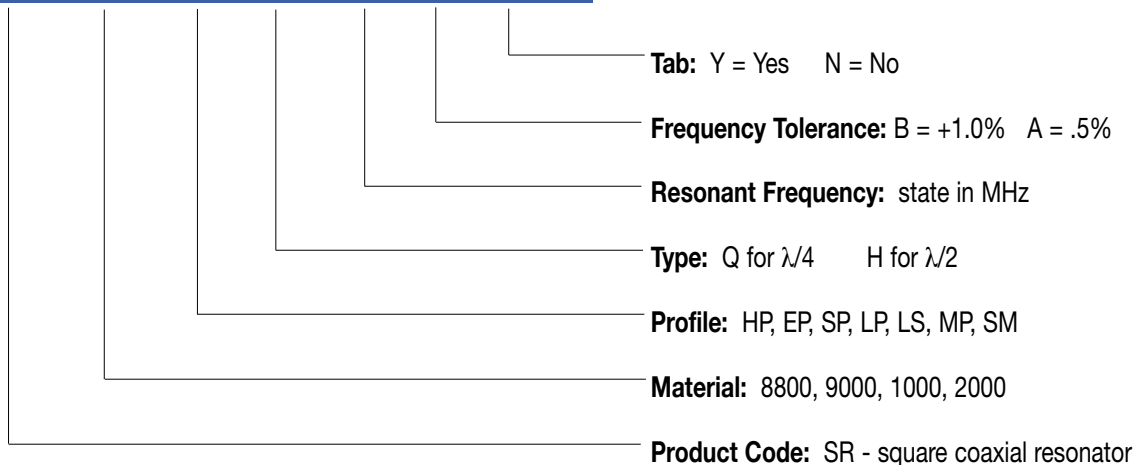 Tab: Y = Yes N = No
Frequency Tolerance: B = +1.0% A = .5%
Resonant Frequency: state in MHz
Type: Q for λ/4 H for λ/2
Profile: HP, EP, SP, LP, LS, MP, SM
Material: 8800, 9000, 1000, 2000
Product Code: SR - square coaxial resonator